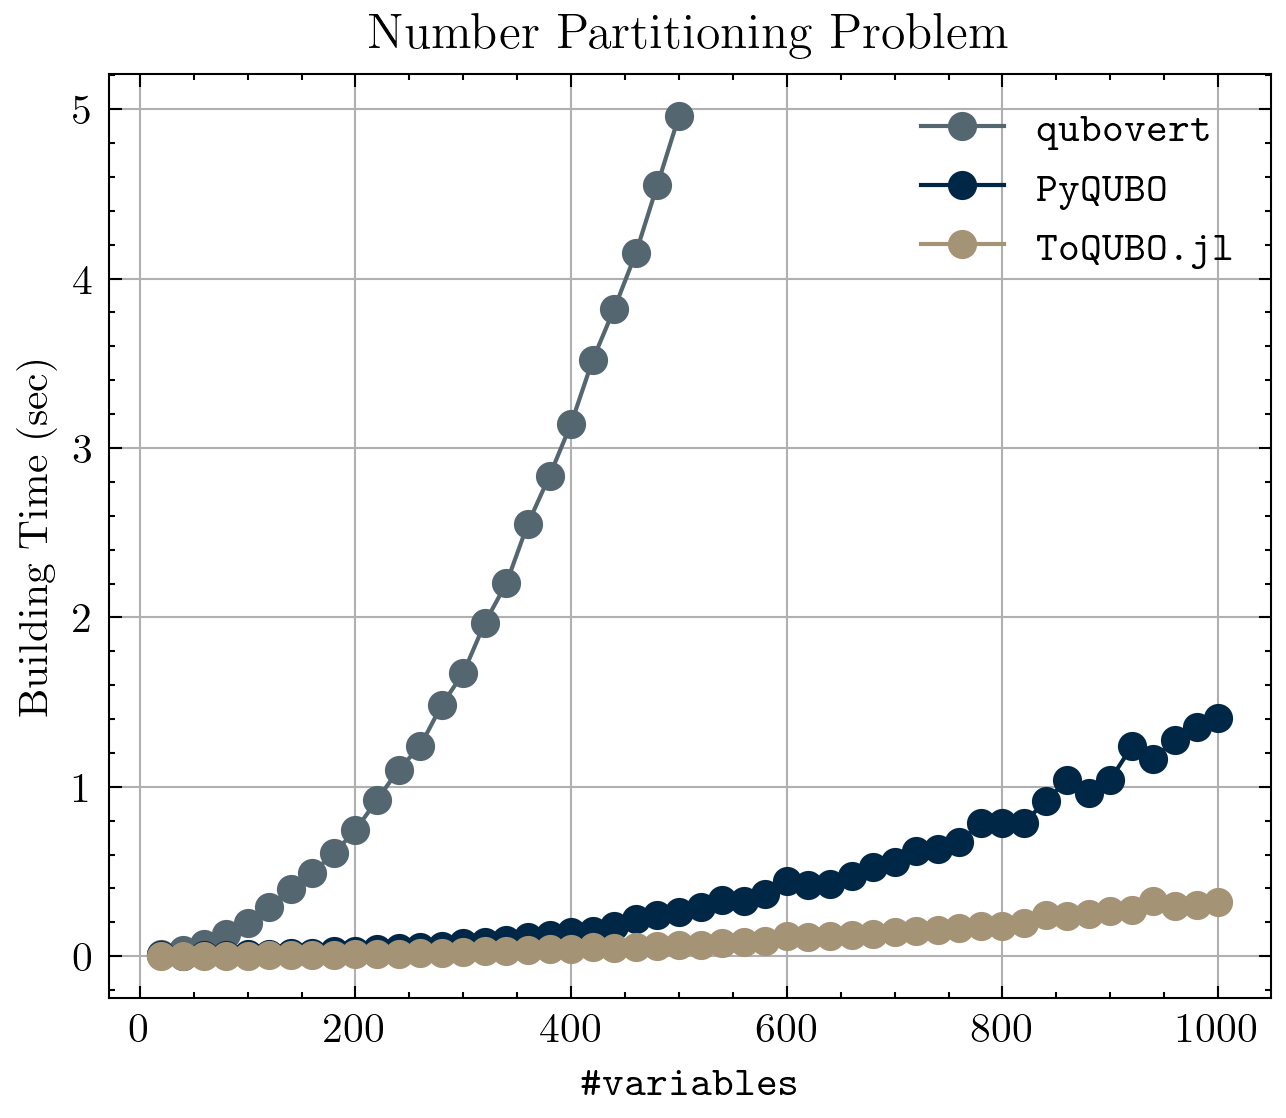 Number Partitioning Problem
5
4
3
2
1
0
Building Time (sec)
qubovert
PyQUBO
ToQUBO.jl
0 200 400 600 800 1000
#variables